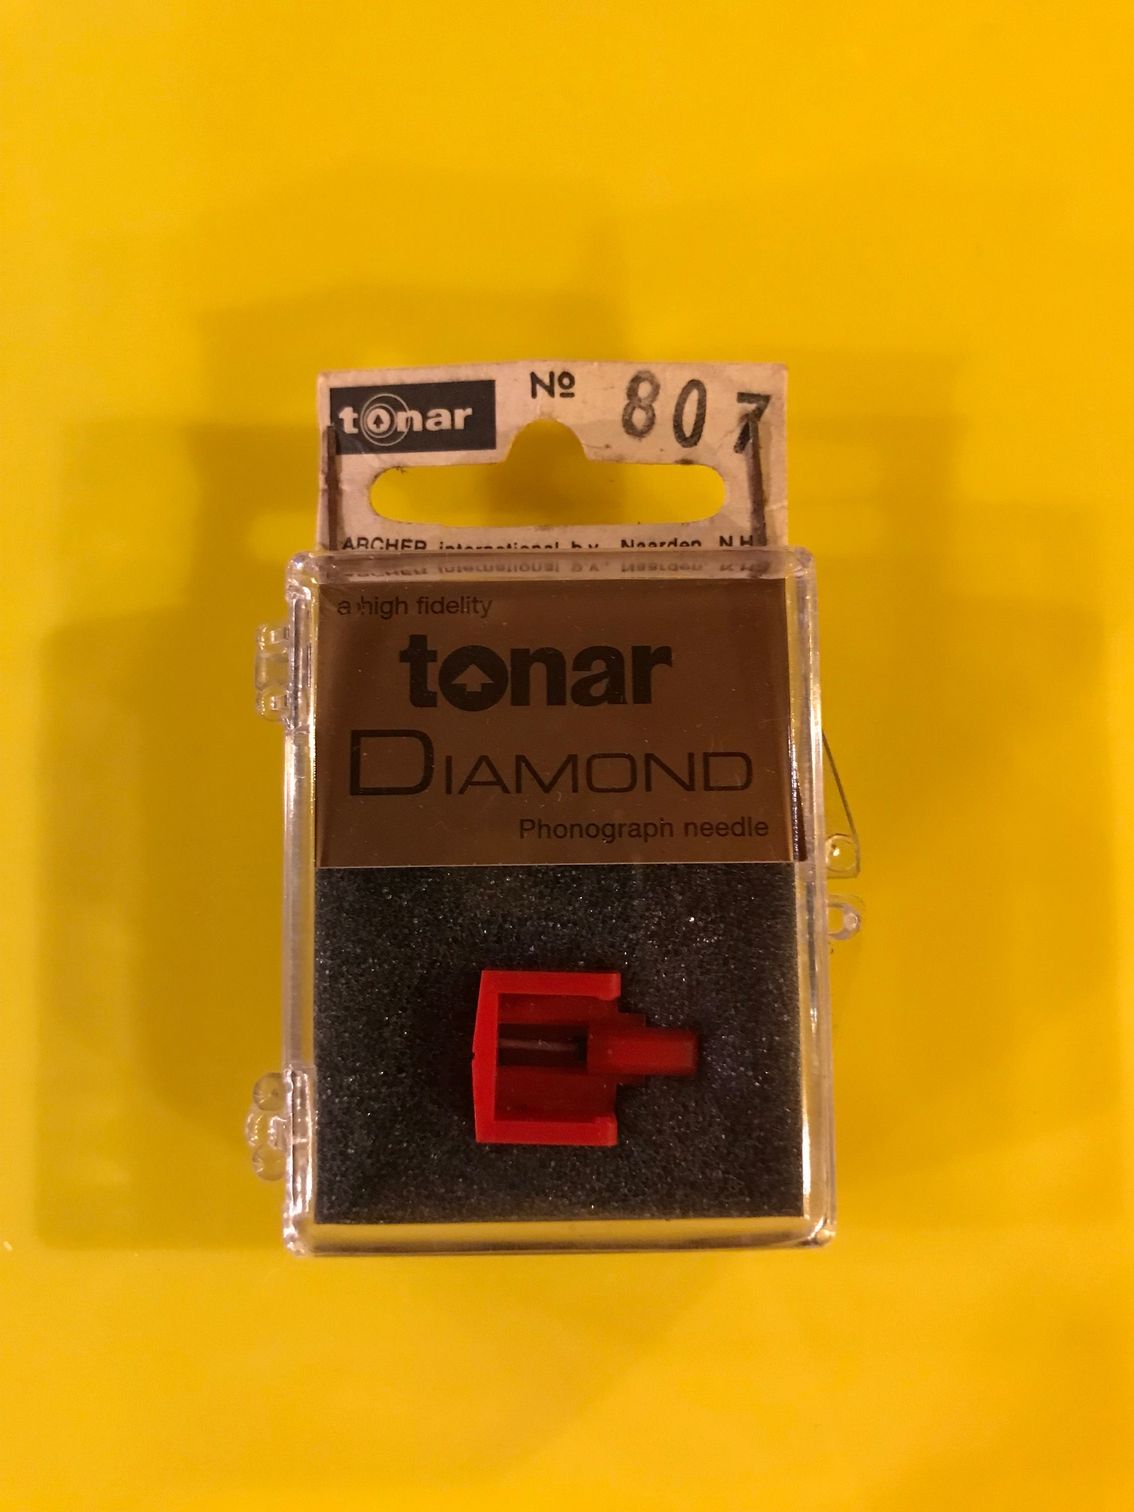 tonar
Nº 807
ARCHER international b.v. Naarden N.H
a high fidelity
tonar
DIAMOND
Phonograph needle